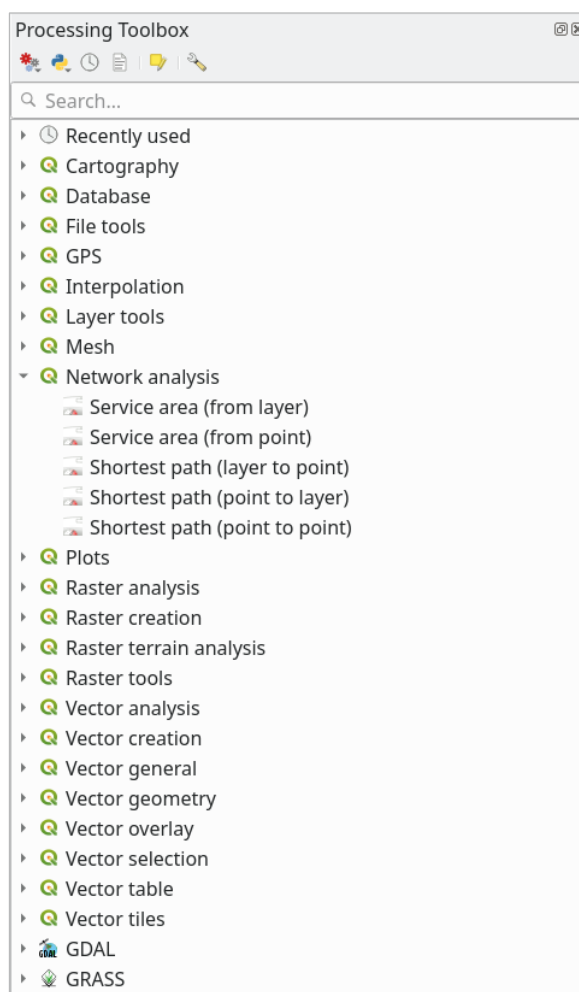 Processing Toolbox
Search...
Recently used
Cartography
Database
File tools
GPS
Interpolation
Layer tools
Mesh
Network analysis
Service area (from layer)
Service area (from point)
Shortest path (layer to point)
Shortest path (point to layer)
Shortest path (point to point)
Plots
Raster analysis
Raster creation
Raster terrain analysis
Raster tools
Vector analysis
Vector creation
Vector general
Vector geometry
Vector overlay
Vector selection
Vector table
Vector tiles
GDAL
GRASS